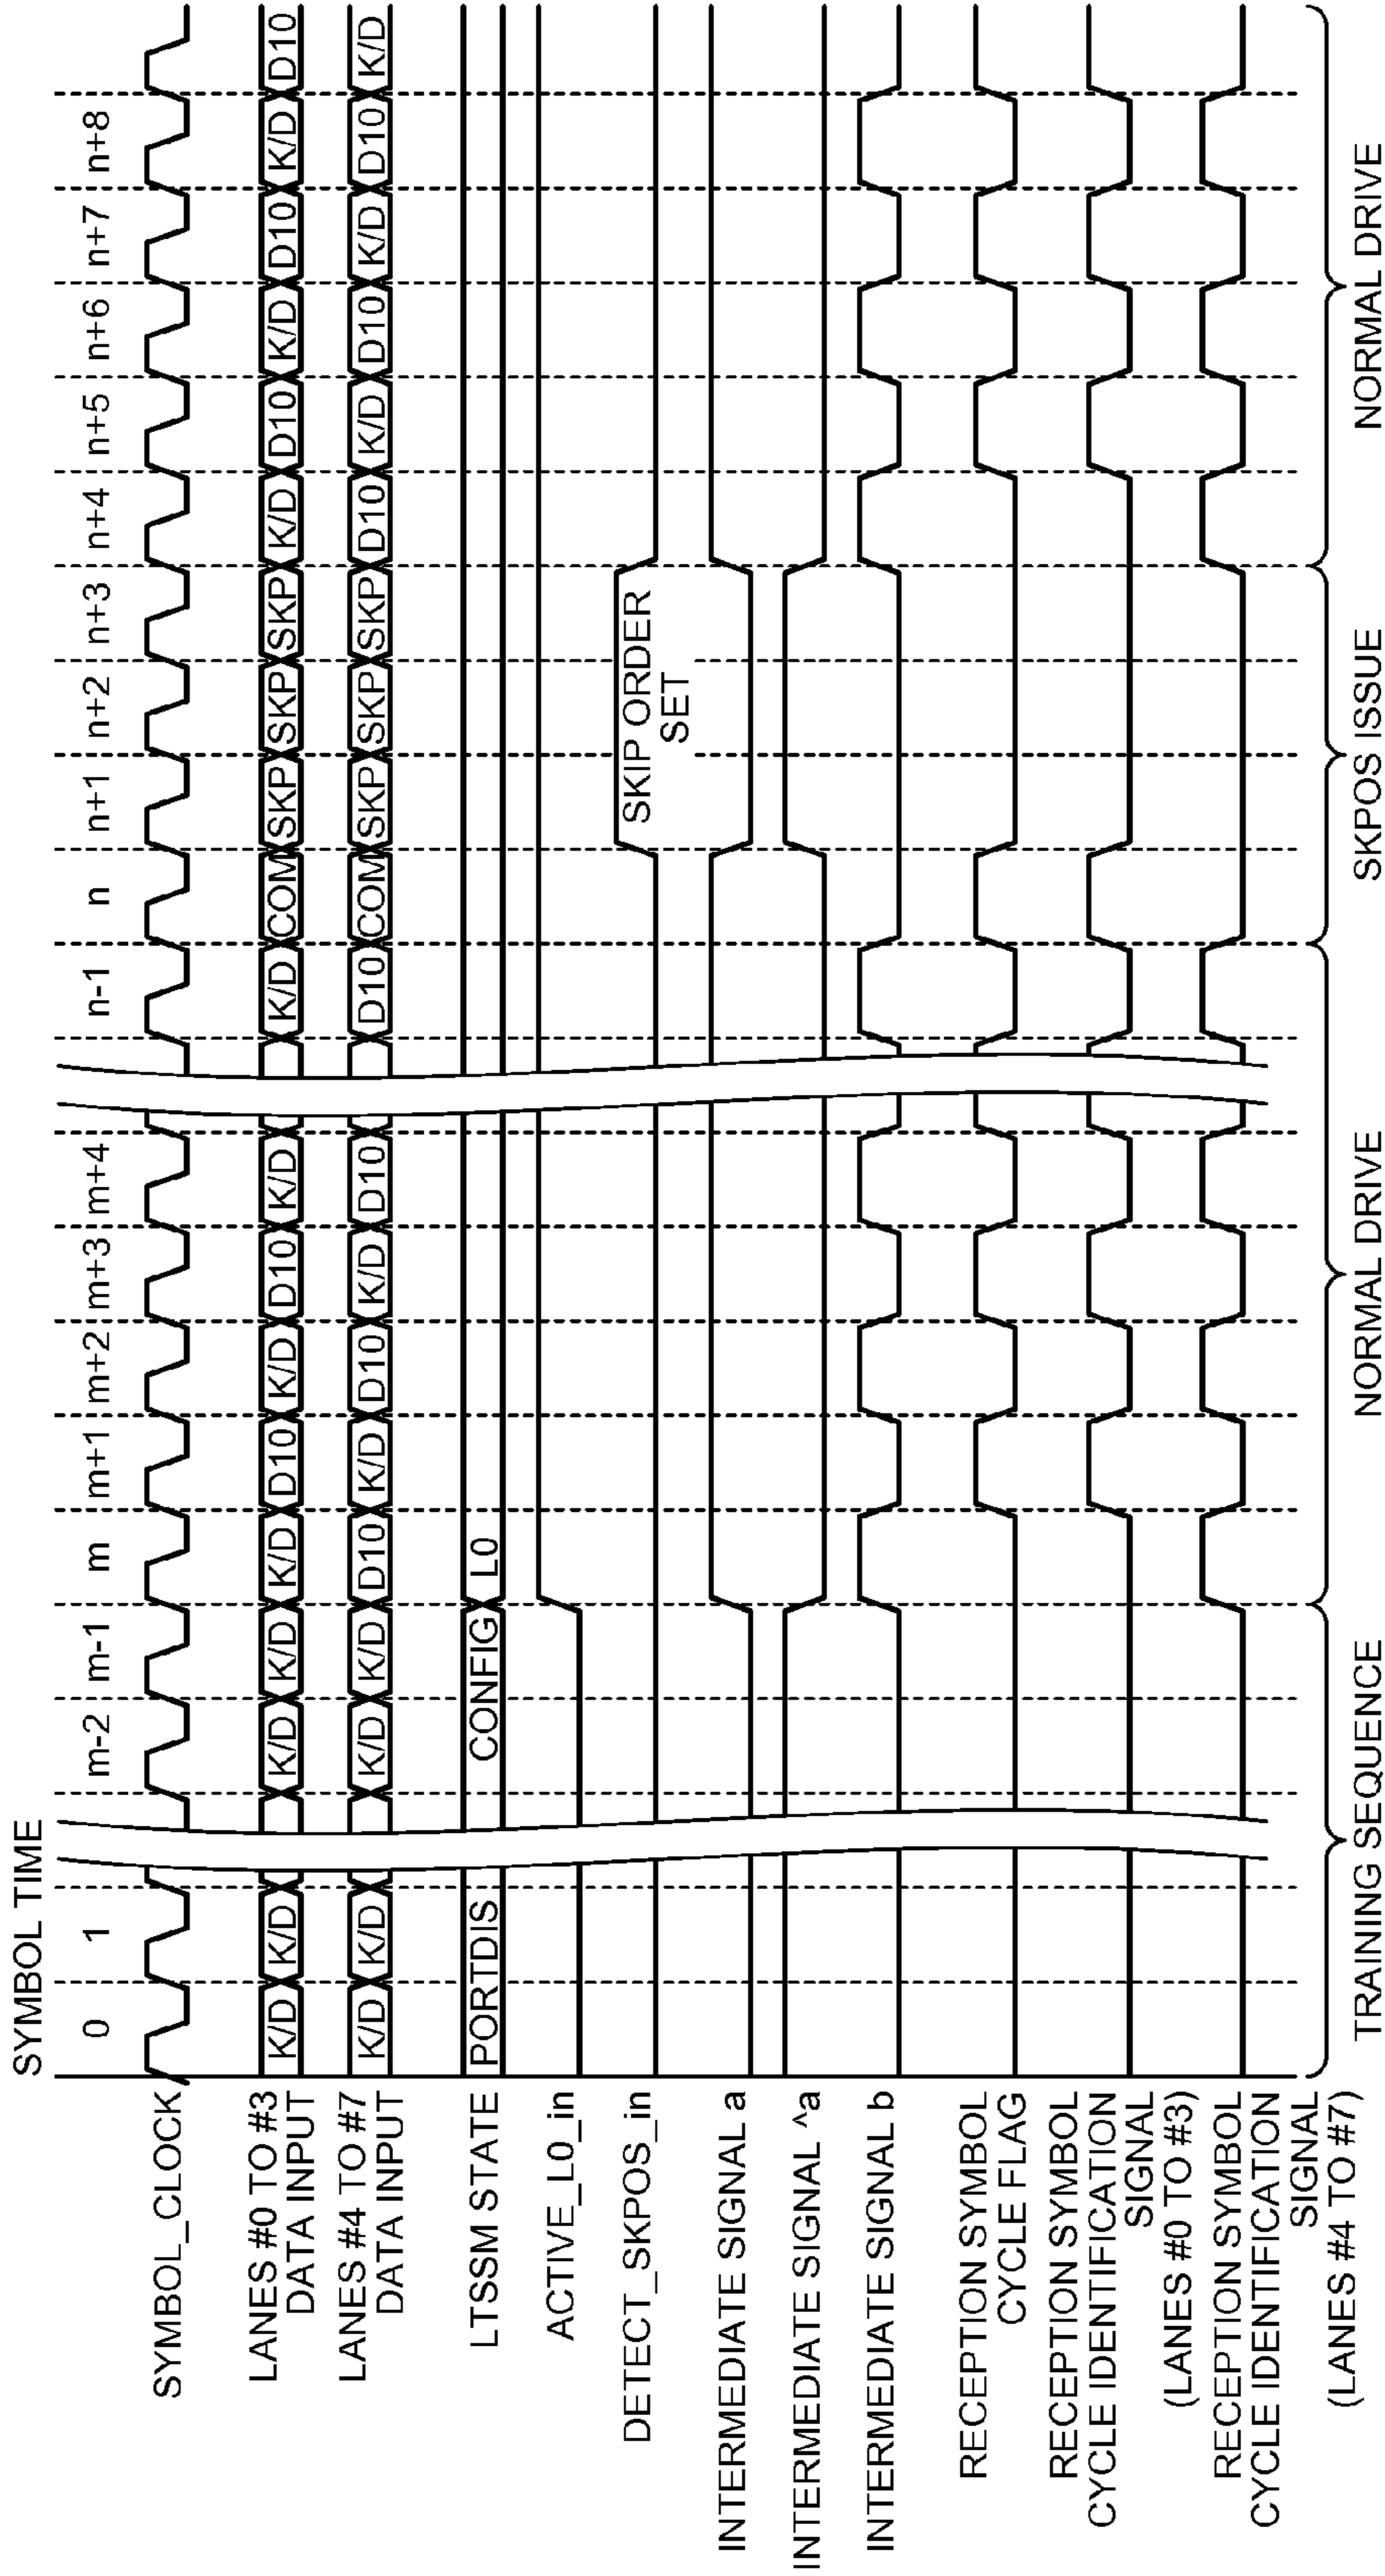 SYMBOL TIME
0 1 m-2 m-1 m m+1 m+2 m+3 m+4 n-1 n n+1 n+2 n+3 n+4 n+5 n+6 n+7 n+8
SYMBOL_CLOCK
LANES #0 TO #3
DATA INPUT
K/D K/D K/D K/D K/D D10 K/D D10 K/D K/D COM SKP SKP SKP K/D D10 K/D D10 K/D D10
LANES #4 TO #7
DATA INPUT
K/D K/D K/D K/D D10 K/D D10 K/D D10 D10 COM SKP SKP SKP D10 K/D D10 K/D D10 K/D
LTSSM STATE
PORTDIS CONFIG L0
ACTIVE_L0_in
DETECT_SKPOS_in
SKIP ORDER
SET
INTERMEDIATE SIGNAL a
INTERMEDIATE SIGNAL ^a
INTERMEDIATE SIGNAL b
RECEPTION SYMBOL
CYCLE FLAG
RECEPTION SYMBOL
CYCLE IDENTIFICATION
SIGNAL
(LANES #0 TO #3)
RECEPTION SYMBOL
CYCLE IDENTIFICATION
SIGNAL
(LANES #4 TO #7)
TRAINING SEQUENCE NORMAL DRIVE SKPOS ISSUE NORMAL DRIVE